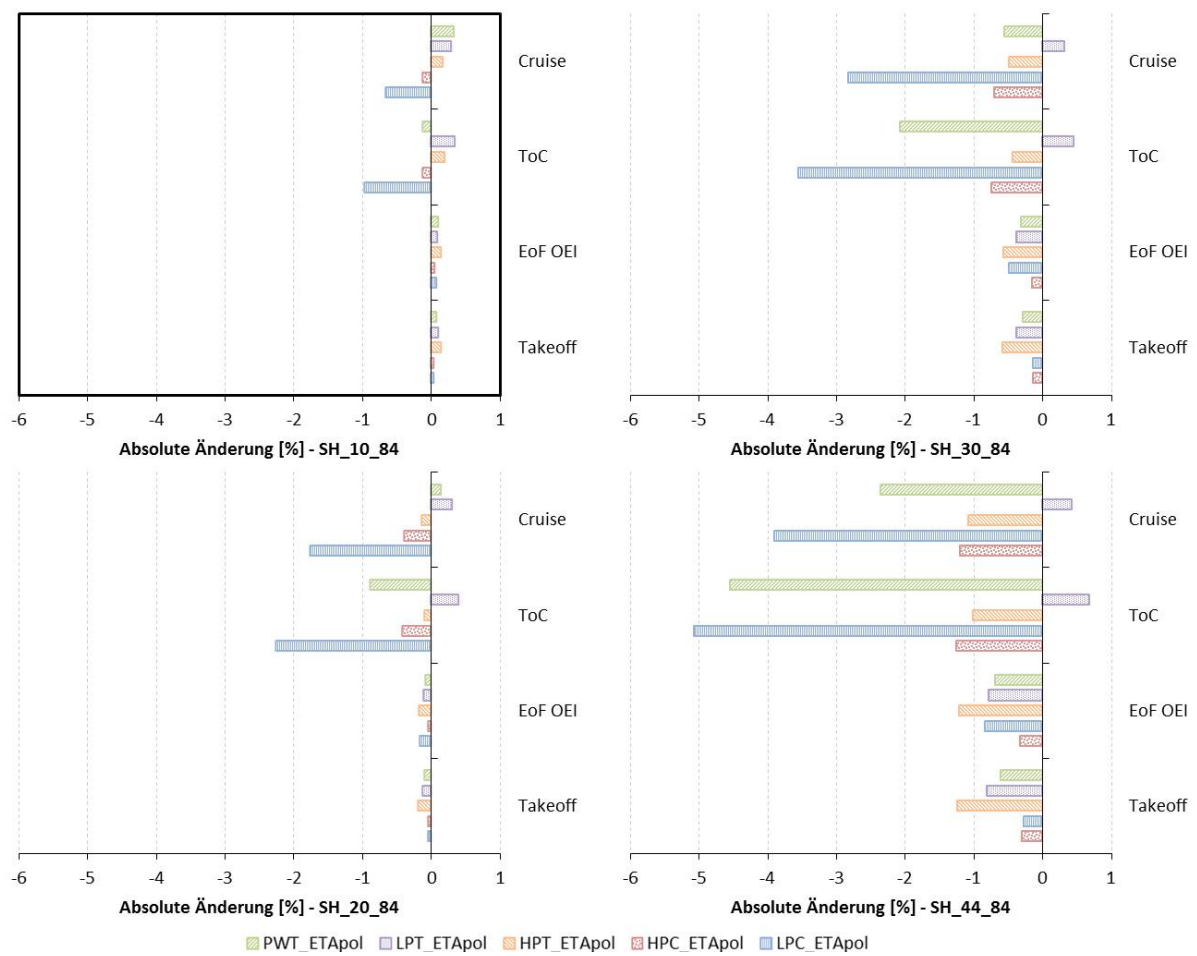 Cruise
ToC
EoF OEI
Takeoff
-6 -5 -4 -3 -2 -1 0 1
Absolute Änderung [%] - SH_10_84
Cruise
ToC
EoF OEI
Takeoff
-6 -5 -4 -3 -2 -1 0 1
Absolute Änderung [%] - SH_30_84
Cruise
ToC
EoF OEI
Takeoff
-6 -5 -4 -3 -2 -1 0 1
Absolute Änderung [%] - SH_20_84
Cruise
ToC
EoF OEI
Takeoff
-6 -5 -4 -3 -2 -1 0 1
Absolute Änderung [%] - SH_44_84
PWT_ETApol LPT_ETApol HPT_ETApol HPC_ETApol LPC_ETApol